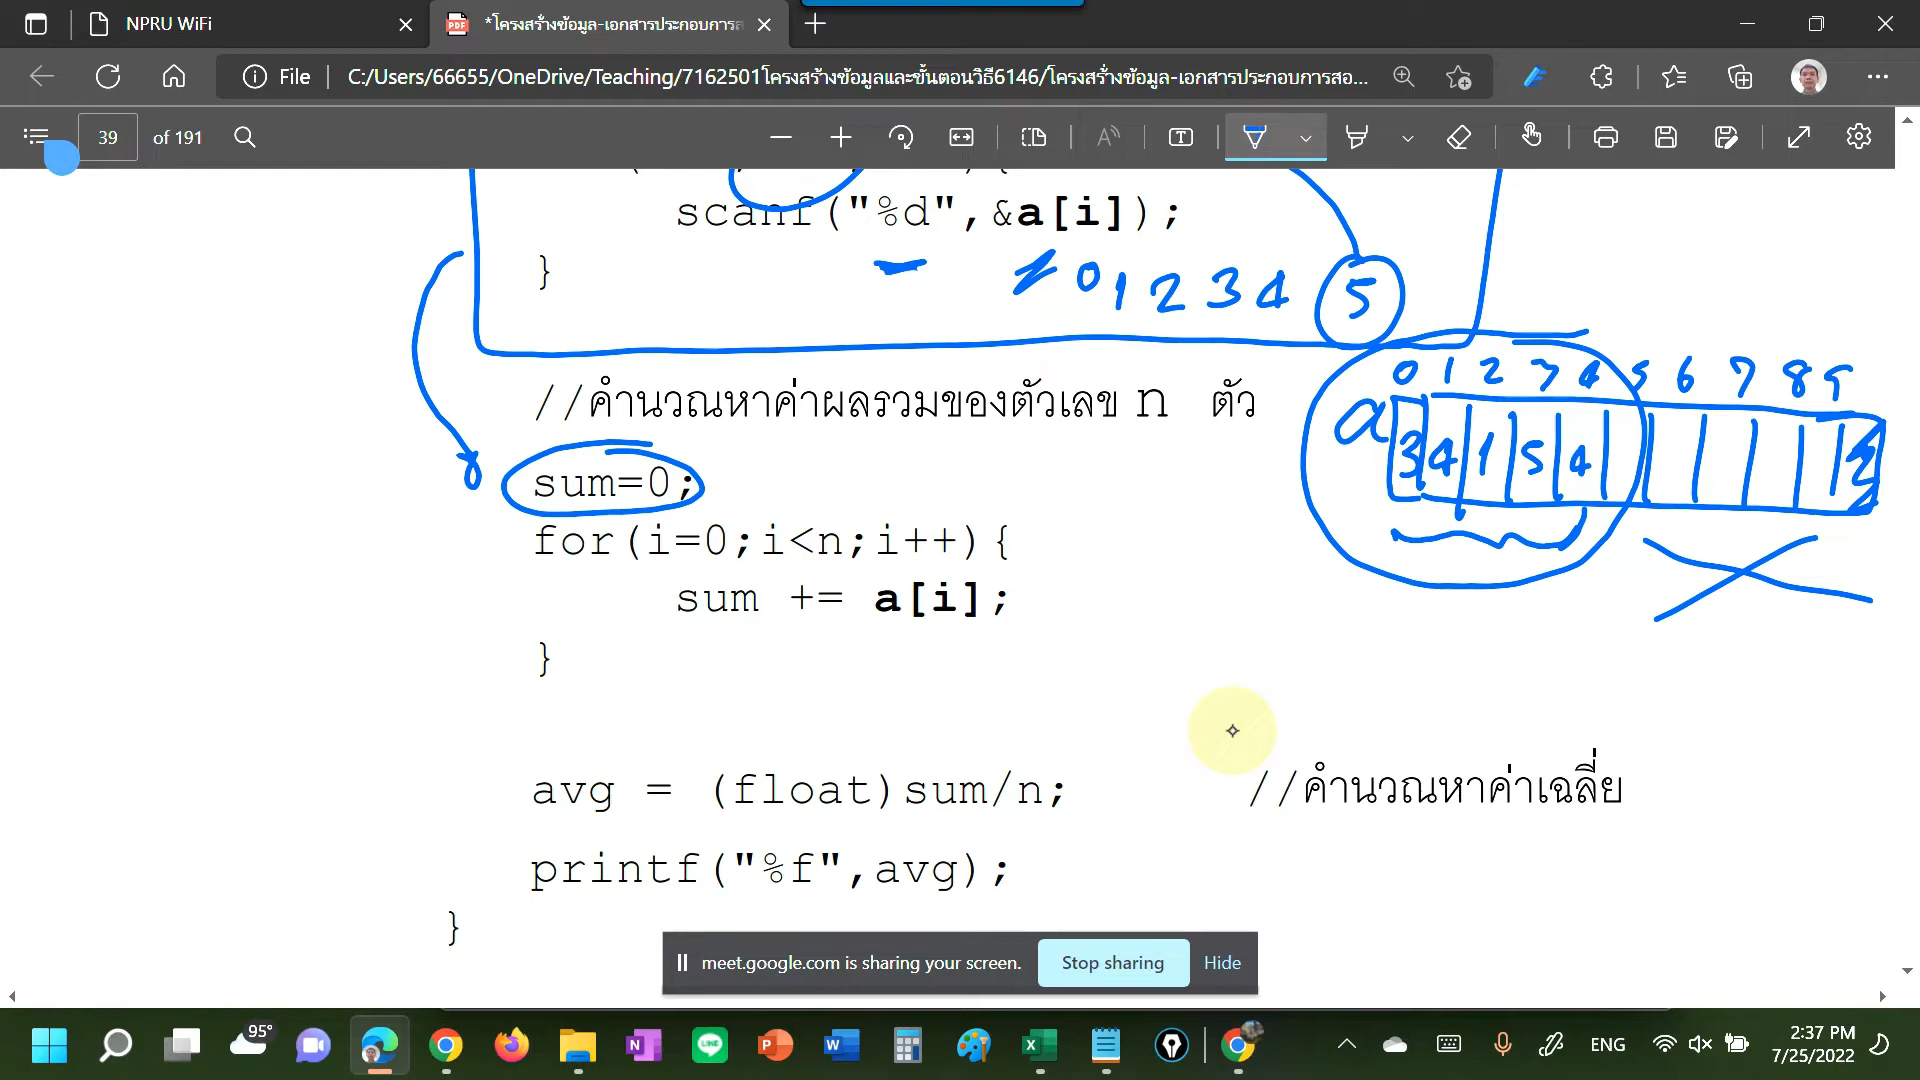 NPRU WiFi
*โครงสร้างข้อมูล-เอกสารประกอบการส
File
C:/Users/66655/OneDrive/Teaching/7162501โครงสร้างข้อมูลและขั้นตอนวิธี6146/โครงสร้างข้อมูล-เอกสารประกอบการสอ...
39 of 191
scanf("%d",&a[i]);
}
0 1 2 3 4 5
0 1 2 3 4 5 6 7 8 9
//คำนวณหาค่าผลรวมของตัวเลข n ตัว
a 3 4 1 5 4
sum=0;
for(i=0;i<n;i++){
sum += a[i];
}
avg = (float)sum/n; //คำนวณหาค่าเฉลี่ย
printf("%f",avg);
}
meet.google.com is sharing your screen. Stop sharing Hide
95°
ENG
2:37 PM
7/25/2022